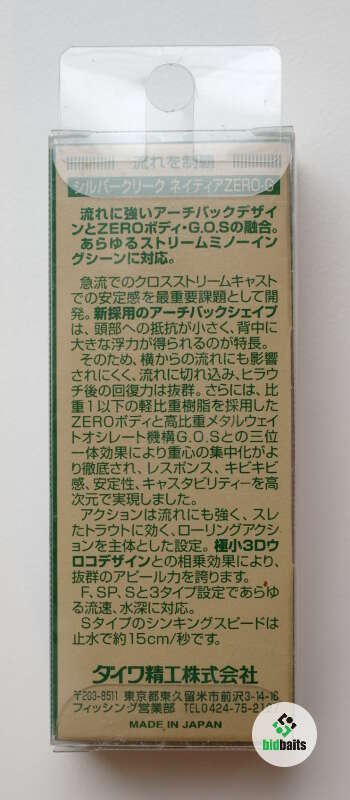 流れを制覇
シルバークリーク ネイティアZERO-G
流れに強いアーチバックデザイ
ンとZEROボディ・G.O.Sの融合。
あらゆるストリームミノーイン
グシーンに対応。
急流でのクロスストリームキャスト
での安定感を最重要課題として開
発。新採用のアーチバックシェイプ
は、頭部への抵抗が小さく、背中に
大きな浮力が得られるのが特長。
そのため、横からの流れにも影響
されにくく、流れに切れ込み、ヒラウ
チ後の回復力は抜群。さらには、比
重1以下の軽比重樹脂を採用した
ZEROボディと高比重メタルウェイ
トオシレート機構G.O.Sとの三位
一体効果により重心の集中化がよ
り徹底され、レスポンス、キビキビ
感、安定性、キャスタビリティーを高
次元で実現しました。
アクションは流れにも強く、スレ
たトラウトに効く、ローリングアクシ
ョンを主体とした設定。極小3Dウ
ロコデザインとの相乗効果により、
抜群のアピール力を誇ります。
F、SP、Sと3タイプ設定であらゆ
る流速、水深に対応。
Sタイプのシンキングスピードは
止水で約15cm/秒です。
ダイワ精工株式会社
〒203-8511 東京都東久留米市前沢3-14-16
フィッシング営業部 TEL0424-75-21
MADE IN JAPAN
bidbaits